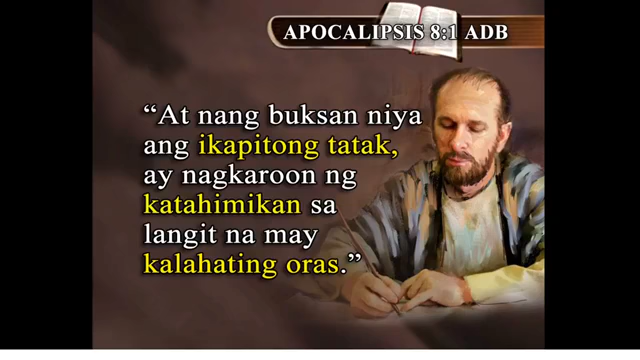 APOCALIPSIS 8:1 ADB
“At nang buksan niya
ang ikapitong tatak,
ay nagkaroon ng
katahimikan sa
langit na may
kalahating oras.”